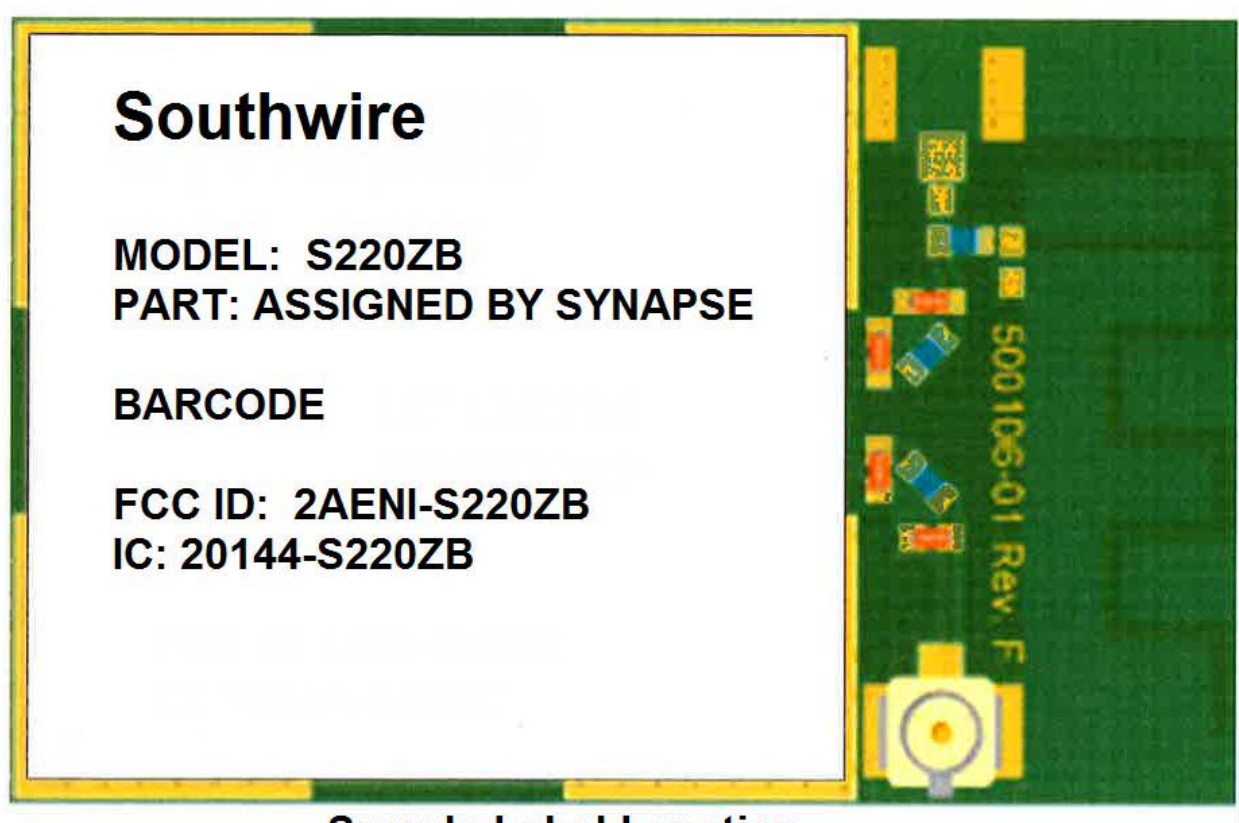 Southwire
MODEL: S220ZB
PART: ASSIGNED BY SYNAPSE
BARCODE
FCC ID: 2AENI-S220ZB
IC: 20144-S220ZB
500106-01 Rev. F